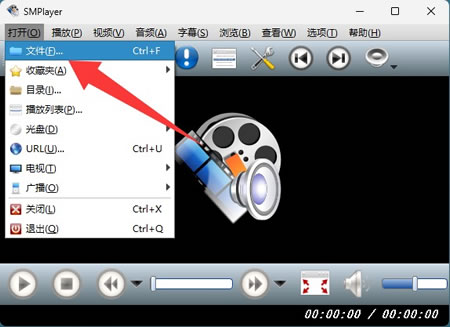 SMPlayer
打开(O) 播放(P) 视频(V) 音频(A) 字幕(S) 浏览(B) 查看(W) 选项(T) 帮助(H)
文件(F)... Ctrl+F
收藏夹(A)
目录(I)...
播放列表(P)...
光盘(D)
URL(U)... Ctrl+U
电视(T)
广播(O)
关闭(L) Ctrl+X
退出(Q) Ctrl+Q
00:00:00 / 00:00:00